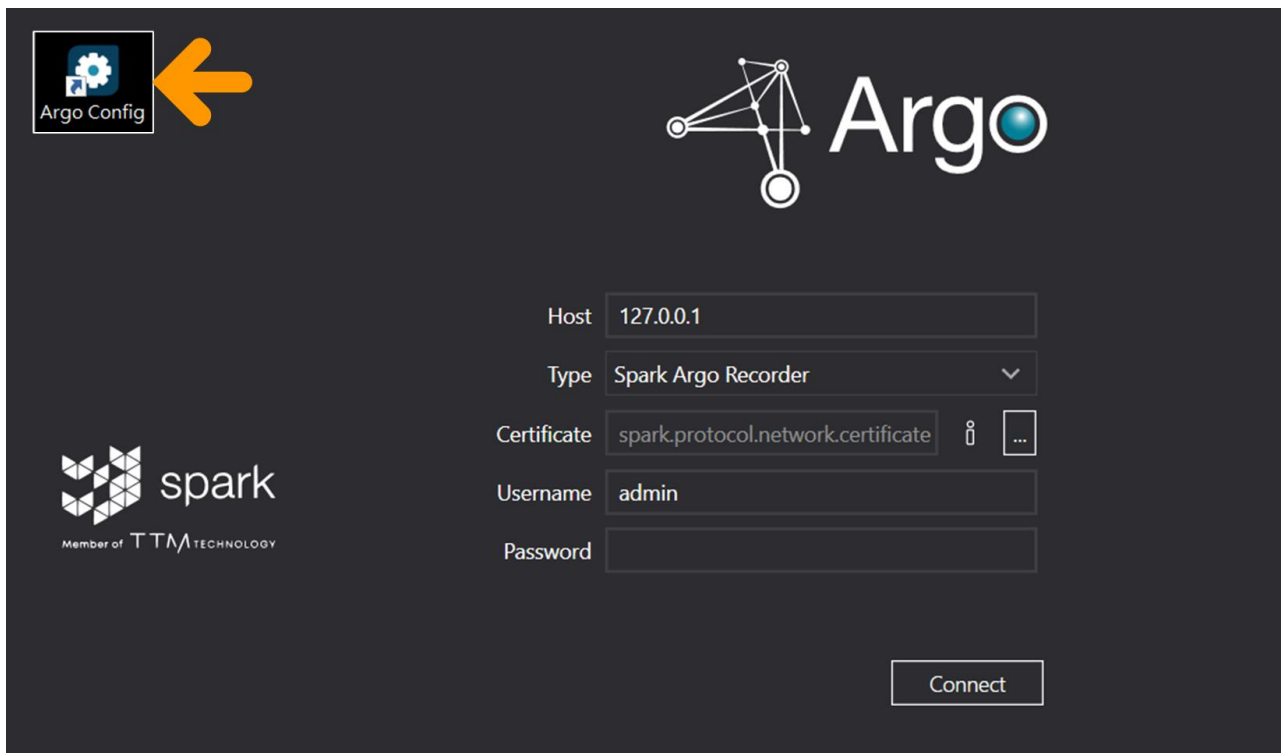 Argo Config
Argo
Host 127.0.0.1
Type Spark Argo Recorder
Certificate spark.protocol.network.certificate ...
Username admin
Password
spark
Member of TTM TECHNOLOGY
Connect